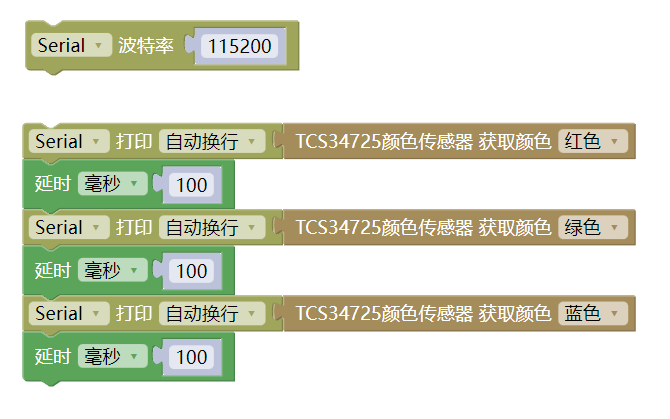 Serial 波特率 115200
Serial 打印 自动换行 TCS34725颜色传感器 获取颜色 红色
延时 毫秒 100
Serial 打印 自动换行 TCS34725颜色传感器 获取颜色 绿色
延时 毫秒 100
Serial 打印 自动换行 TCS34725颜色传感器 获取颜色 蓝色
延时 毫秒 100